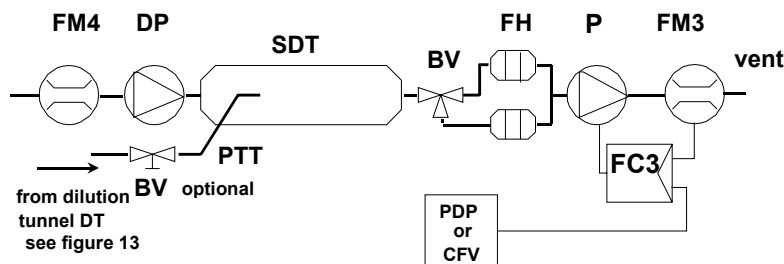 FM4 DP SDT BV FH P FM3
vent
PTT
BV optional
FC3
from dilution
tunnel DT
see figure 13
PDP
or
CFV